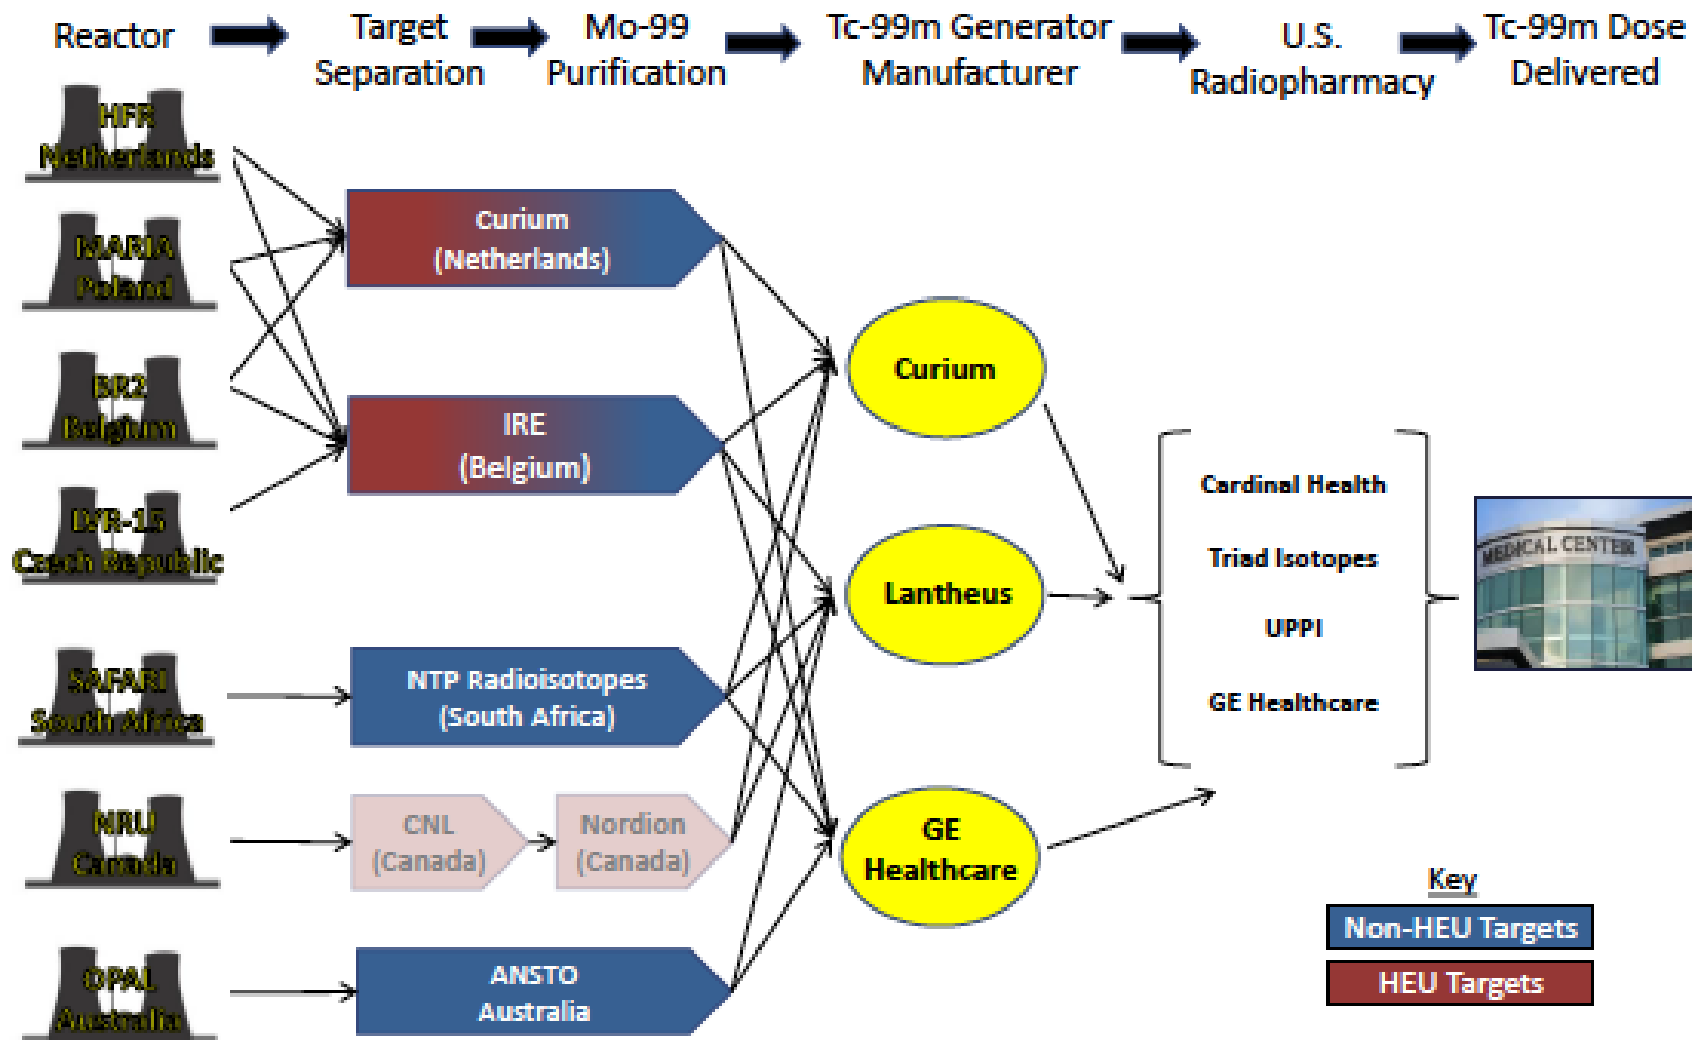 Reactor
Target
Separation
Mo-99
Purification
Tc-99m Generator
Manufacturer
U.S.
Radiopharmacy
Tc-99m Dose
Delivered
HFR
Netherlands
MARIA
Poland
BR2
Belgium
LVR-15
Czech Republic
SAFARI
South Africa
NRU
Canada
OPAL
Australia
Curium
(Netherlands)
IRE
(Belgium)
NTP Radioisotopes
(South Africa)
CNL
(Canada)
Nordion
(Canada)
ANSTO
Australia
Curium
Lantheus
GE
Healthcare
Cardinal Health
Triad Isotopes
UPPI
GE Healthcare
MEDICAL CENTER
Key
Non-HEU Targets
HEU Targets